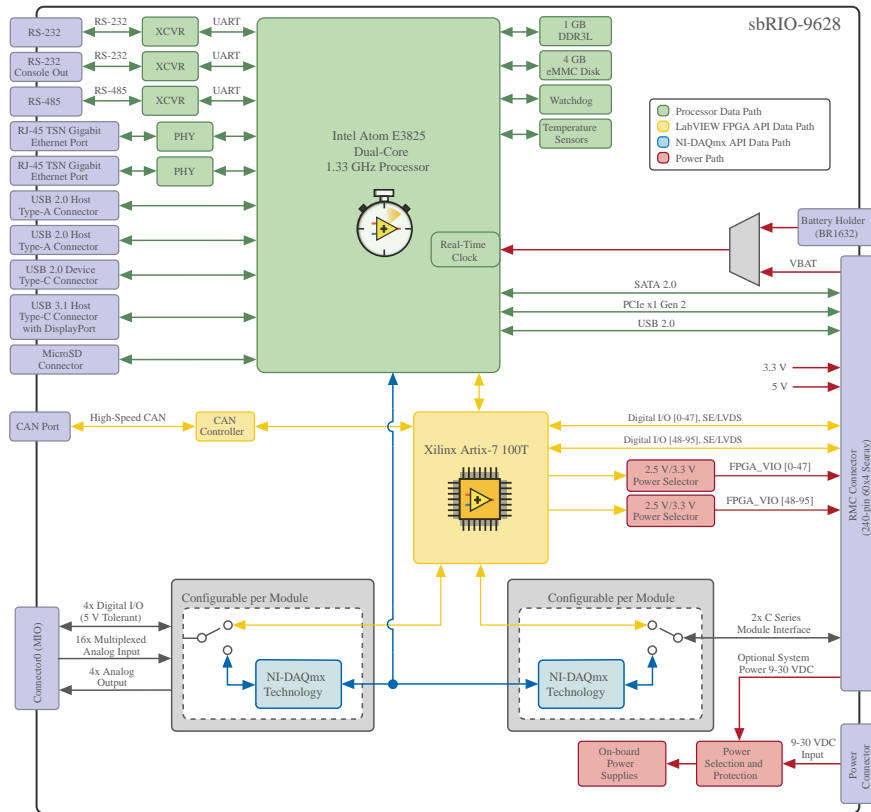 sbRIO-9628
RS-232
RS-232
XCVR
UART
RS-232
Console Out
RS-232
XCVR
UART
RS-485
RS-485
XCVR
UART
RJ-45 TSN Gigabit
Ethernet Port
PHY
RJ-45 TSN Gigabit
Ethernet Port
PHY
USB 2.0 Host
Type-A Connector
USB 2.0 Host
Type-A Connector
USB 2.0 Device
Type-C Connector
USB 3.1 Host
Type-C Connector
with DisplayPort
MicroSD
Connector
Intel Atom E3825
Dual-Core
1.33 GHz Processor
Real-Time
Clock
1 GB
DDR3L
4 GB
eMMC Disk
Watchdog
Temperature
Sensors
Processor Data Path
LabVIEW FPGA API Data Path
NI-DAQmx API Data Path
Power Path
Battery Holder
(BR1632)
VBAT
SATA 2.0
PCIe x1 Gen 2
USB 2.0
3.3 V
5 V
RMC Connector
(240-pin 60x4 Searay)
CAN Port
High-Speed CAN
CAN
Controller
Xilinx Artix-7 100T
Digital I/O [0-47], SE/LVDS
Digital I/O [48-95], SE/LVDS
2.5 V/3.3 V
Power Selector
FPGA_VIO [0-47]
2.5 V/3.3 V
Power Selector
FPGA_VIO [48-95]
Connector0 (MIO)
4x Digital I/O
(5 V Tolerant)
16x Multiplexed
Analog Input
4x Analog
Output
Configurable per Module
NI-DAQmx
Technology
Configurable per Module
NI-DAQmx
Technology
2x C Series
Module Interface
Optional System
Power 9-30 VDC
On-board
Power
Supplies
Power
Selection and
Protection
9-30 VDC
Input
Power
Connector